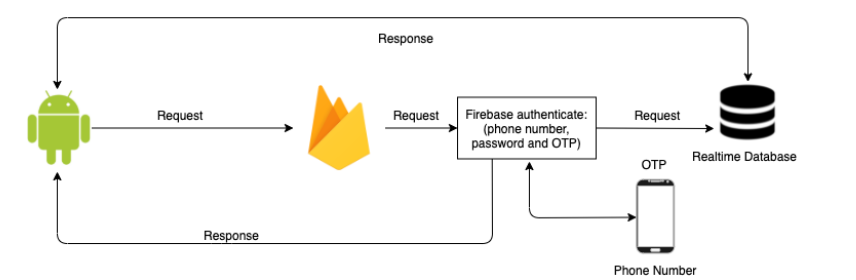 Response
Request
Request
Firebase authenticate:
(phone number,
password and OTP)
Request
Realtime Database
OTP
Response
Phone Number